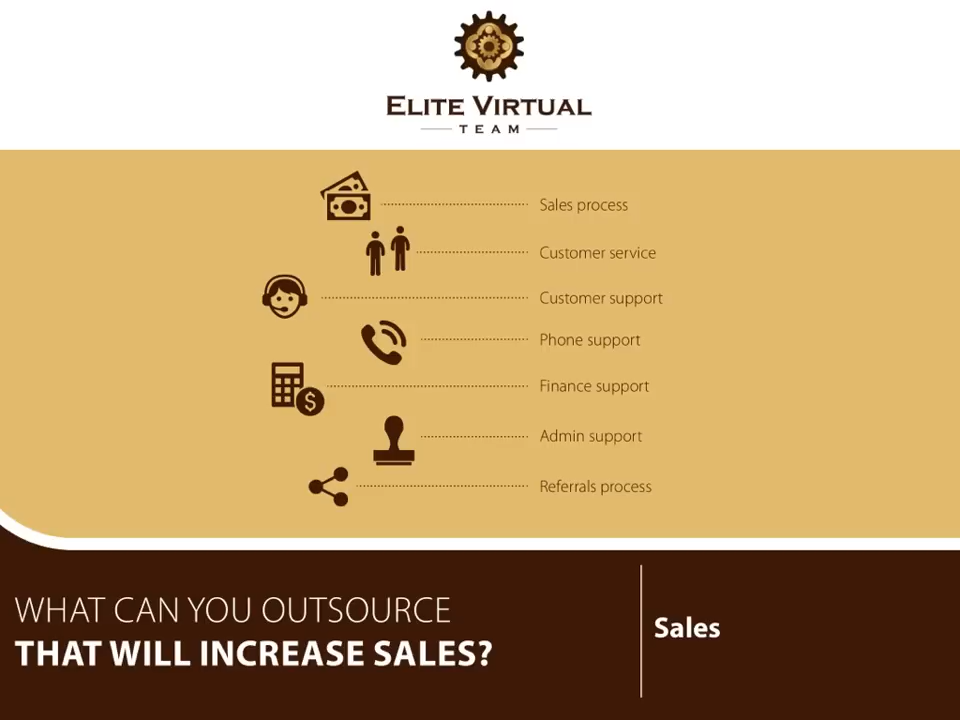 ELITE VIRTUAL
TEAM
Sales process
Customer service
Customer support
Phone support
Finance support
$
Admin support
Referrals process
WHAT CAN YOU OUTSOURCE
THAT WILL INCREASE SALES?
Sales